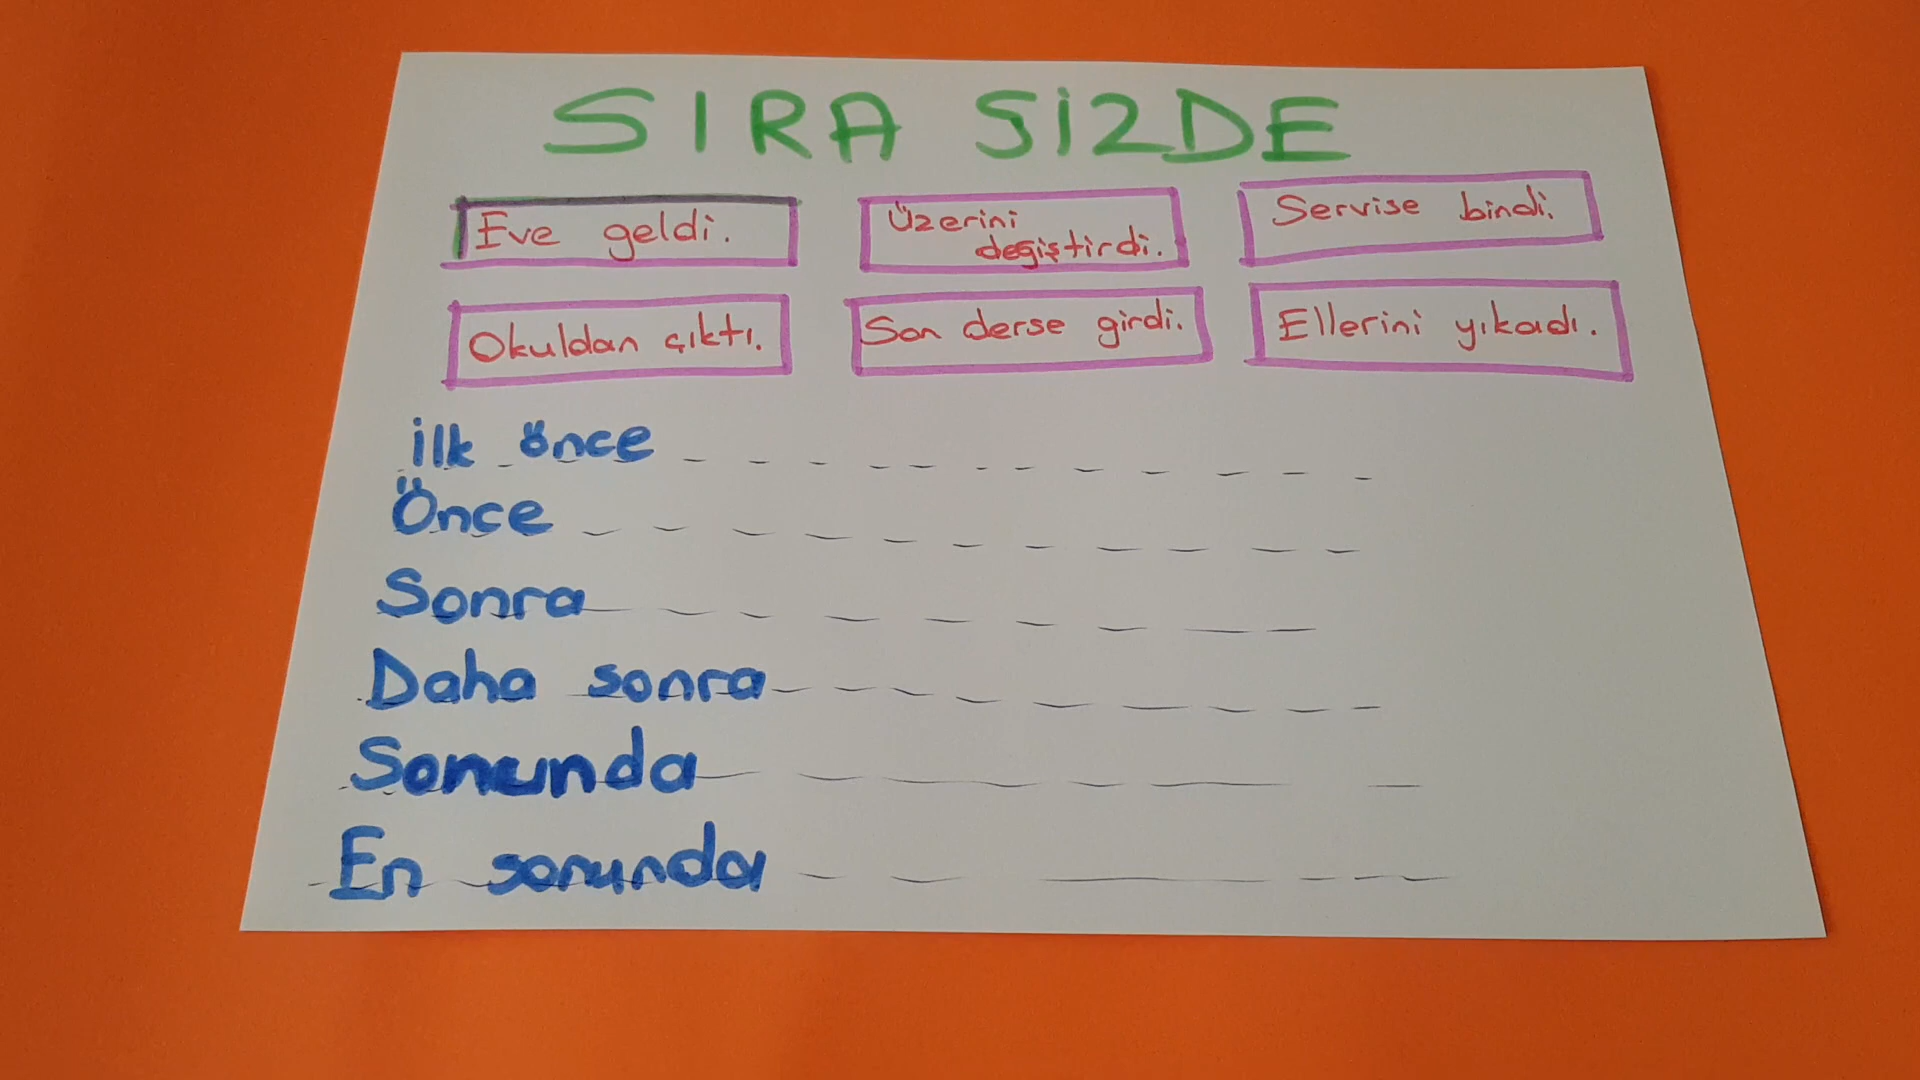 SIRA SİZDE
Eve geldi.
Üzerini
değiştirdi.
Servise bindi.
Okuldan çıktı.
Son derse girdi.
Ellerini yıkadı.
İlk önce
Önce
Sonra
Daha sonra
Sonunda
En sonunda